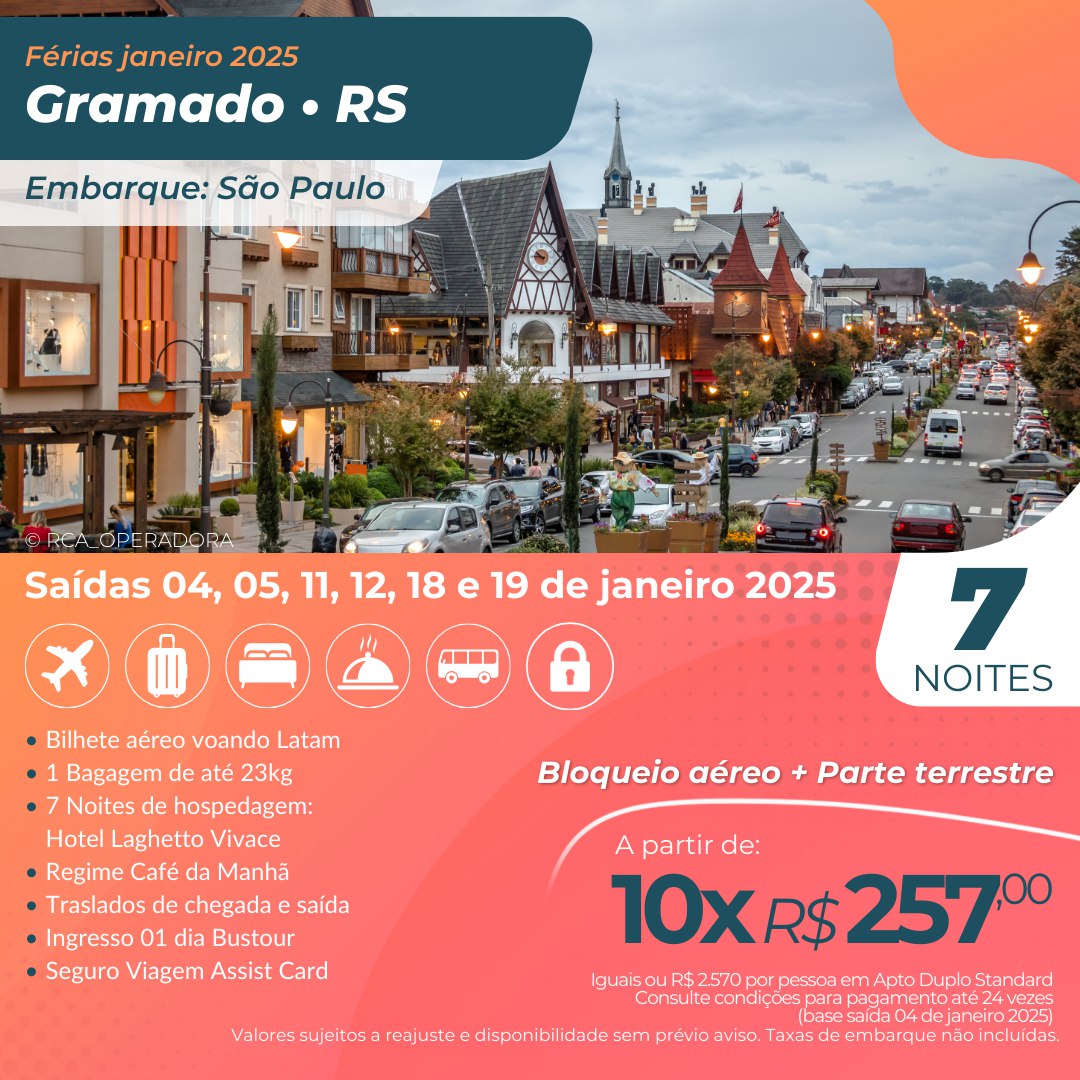 Férias janeiro 2025
Gramado • RS
Embarque: São Paulo
© RCA_OPERADORA
Saídas 04, 05, 11, 12, 18 e 19 de janeiro 2025
7
NOITES
• Bilhete aéreo voando Latam
• 1 Bagagem de até 23kg
• 7 Noites de hospedagem:
Hotel Laghetto Vivace
• Regime Café da Manhã
• Traslados de chegada e saída
• Ingresso 01 dia Bustour
• Seguro Viagem Assist Card
Bloqueio aéreo + Parte terrestre
A partir de:
10x R$ 257,00
Iguais ou R$ 2.570 por pessoa em Apto Duplo Standard
Consulte condições para pagamento até 24 vezes
(base saída 04 de janeiro 2025)
Valores sujeitos a reajuste e disponibilidade sem prévio aviso. Taxas de embarque não incluídas.